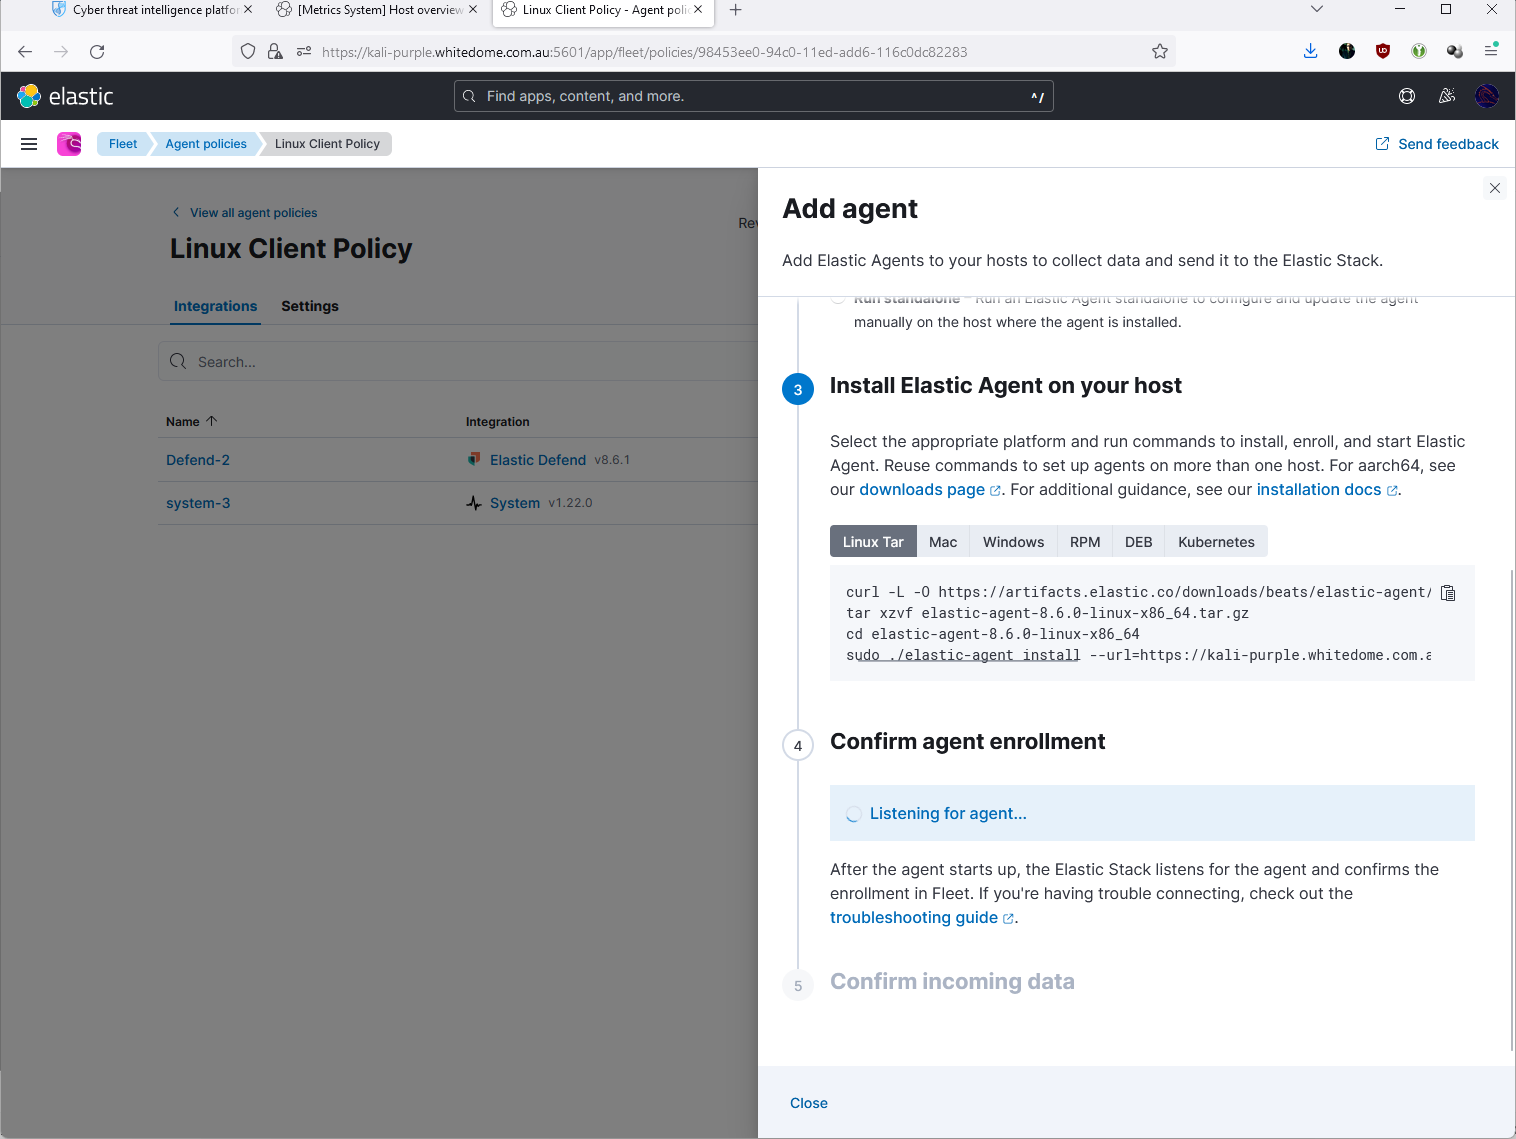 Cyber threat intelligence platfor
[Metrics System] Host overview
Linux Client Policy - Agent poli
https://kali-purple.whitedome.com.au:5601/app/fleet/policies/98453ee0-94c0-11ed-add6-116c0dc82283
elastic
Find apps, content, and more.
^/
Fleet
Agent policies
Linux Client Policy
Send feedback
View all agent policies
Rev
Linux Client Policy
Integrations
Settings
Search...
Name
Integration
Defend-2
Elastic Defend v8.6.1
system-3
System v1.22.0
Add agent
Add Elastic Agents to your hosts to collect data and send it to the Elastic Stack.
Run standalone - Run an Elastic Agent standalone to configure and update the agent
manually on the host where the agent is installed.
3
Install Elastic Agent on your host
Select the appropriate platform and run commands to install, enroll, and start Elastic
Agent. Reuse commands to set up agents on more than one host. For aarch64, see
our downloads page. For additional guidance, see our installation docs.
Linux Tar
Mac
Windows
RPM
DEB
Kubernetes
curl -L -O https://artifacts.elastic.co/downloads/beats/elastic-agent/
tar xzvf elastic-agent-8.6.0-linux-x86_64.tar.gz
cd elastic-agent-8.6.0-linux-x86_64
sudo ./elastic-agent install --url=https://kali-purple.whitedome.com.a
4
Confirm agent enrollment
Listening for agent...
After the agent starts up, the Elastic Stack listens for the agent and confirms the
enrollment in Fleet. If you're having trouble connecting, check out the
troubleshooting guide.
5
Confirm incoming data
Close